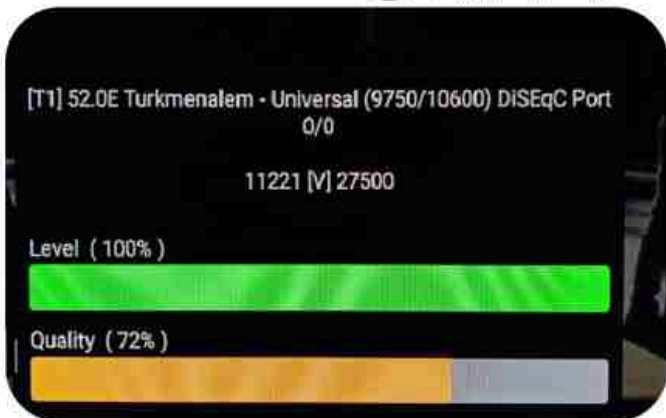 [T1] 52.0E Turkmenalem - Universal (9750/10600) DiSEqC Port
0/0
11221 [V] 27500
Level ( 100% )
Quality ( 72% )